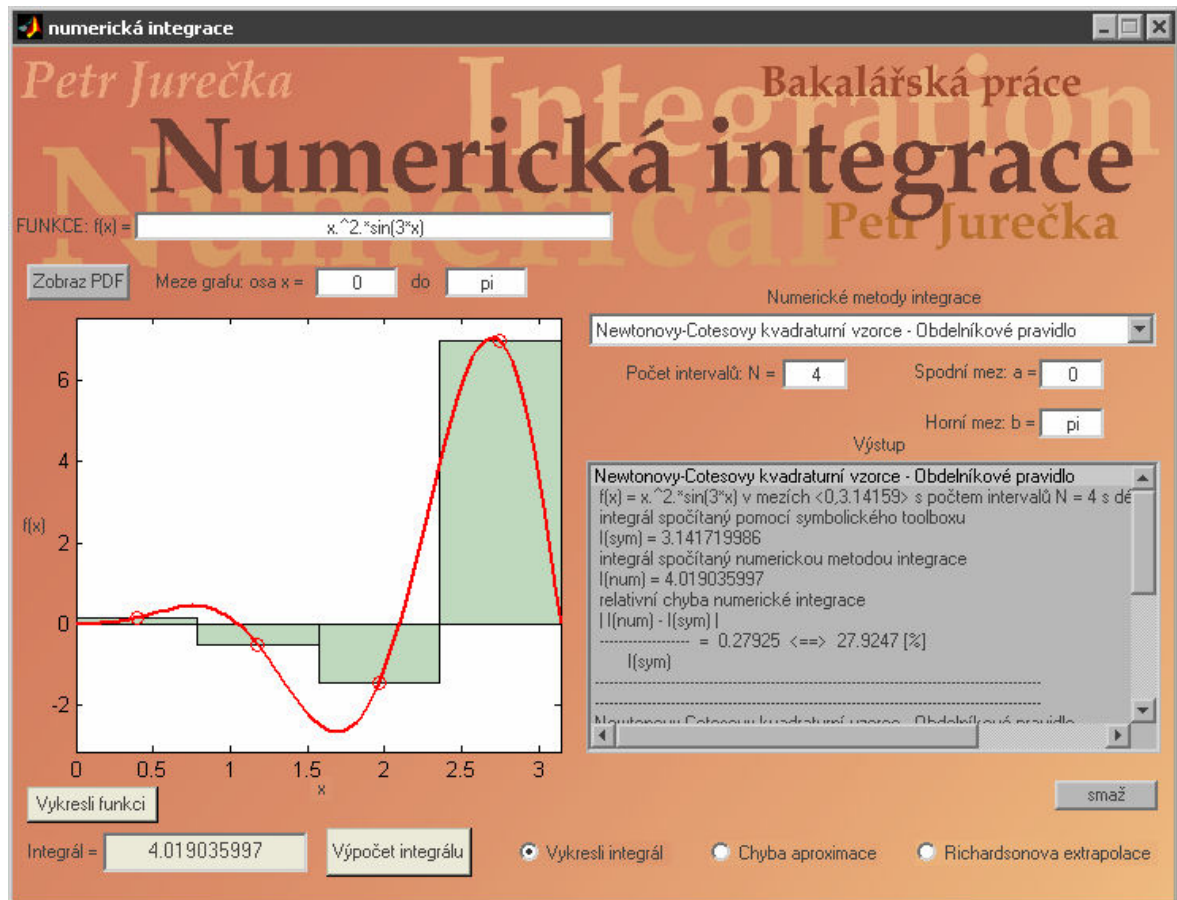 numerická integrace
Petr Jurečka
Integration
Bakalářská práce
Numerická integrace
Numerical
Petr Jurečka
FUNKCE: f(x) = x.^2.*sin(3*x)
Zobraz PDF Meze grafu: osa x = 0 do pi
Numerické metody integrace
Newtonovy-Cotesovy kvadraturní vzorce - Obdelníkové pravidlo
Počet intervalů: N = 4 Spodní mez: a = 0
Horní mez: b = pi
Výstup
Newtonovy-Cotesovy kvadraturní vzorce - Obdelníkové pravidlo
f(x) = x.^2.*sin(3*x) v mezích <0,3.14159> s počtem intervalů N = 4 s dé
integrál spočítaný pomocí symbolického toolboxu
I(sym) = 3.141719986
integrál spočítaný numerickou metodou integrace
I(num) = 4.019035997
relativní chyba numerické integrace
| I(num) - I(sym) |
------------------ = 0.27925 <==> 27.9247 [%]
I(sym)
Newtonovy-Cotesovy kvadraturní vzorce - Obdelníkové pravidlo
f(x)
6
4
2
0
-2
0 0.5 1 1.5 2 2.5 3
x
Vykresli funkci
smaž
Integrál = 4.019035997 Výpočet integrálu Vykresli integrál Chyba aproximace Richardsonova extrapolace